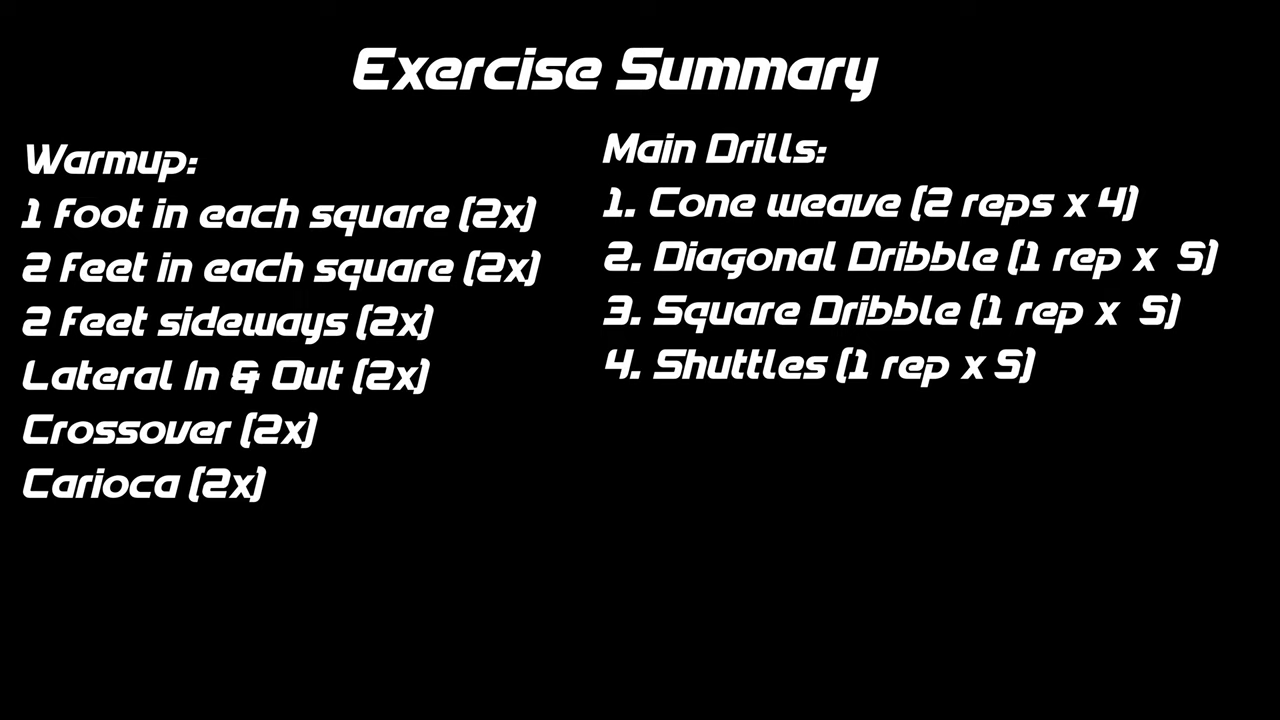 Exercise Summary
Warmup:
1 Foot in each square (2x)
2 Feet in each square (2x)
2 Feet sideways (2x)
Lateral In & Out (2x)
Crossover (2x)
Carioca (2x)
Main Drills:
1. Cone weave (2 reps x 4)
2. Diagonal Dribble (1 rep x 5)
3. Square Dribble (1 rep x 5)
4. Shuttles (1 rep x 5)